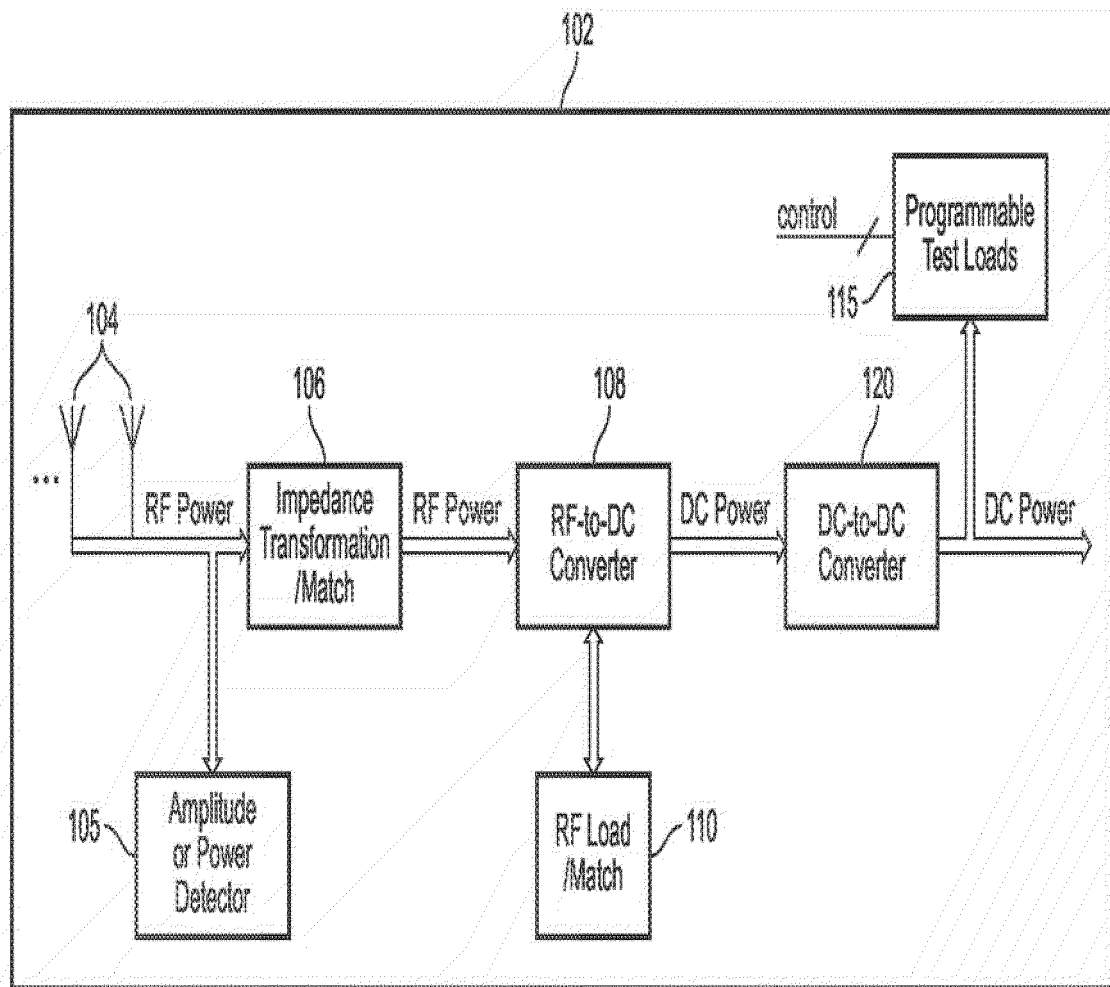 102
Programmable
Test Loads
control
115
104
106
108
120
...
RF Power
Impedance
Transformation
/Match
RF Power
RF-to-DC
Converter
DC Power
DC-to-DC
Converter
DC Power
105
Amplitude
or Power
Detector
RF Load
/Match
110